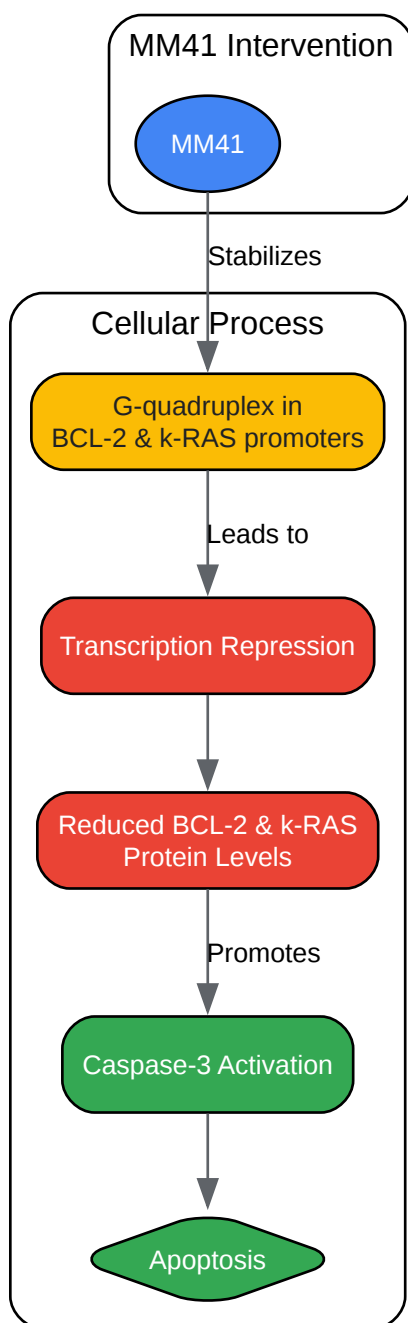 MM41 Intervention
MM41
Stabilizes
Cellular Process
G-quadruplex in
BCL-2 & k-RAS promoters
Leads to
Transcription Repression
Reduced BCL-2 & k-RAS
Protein Levels
Promotes
Caspase-3 Activation
Apoptosis